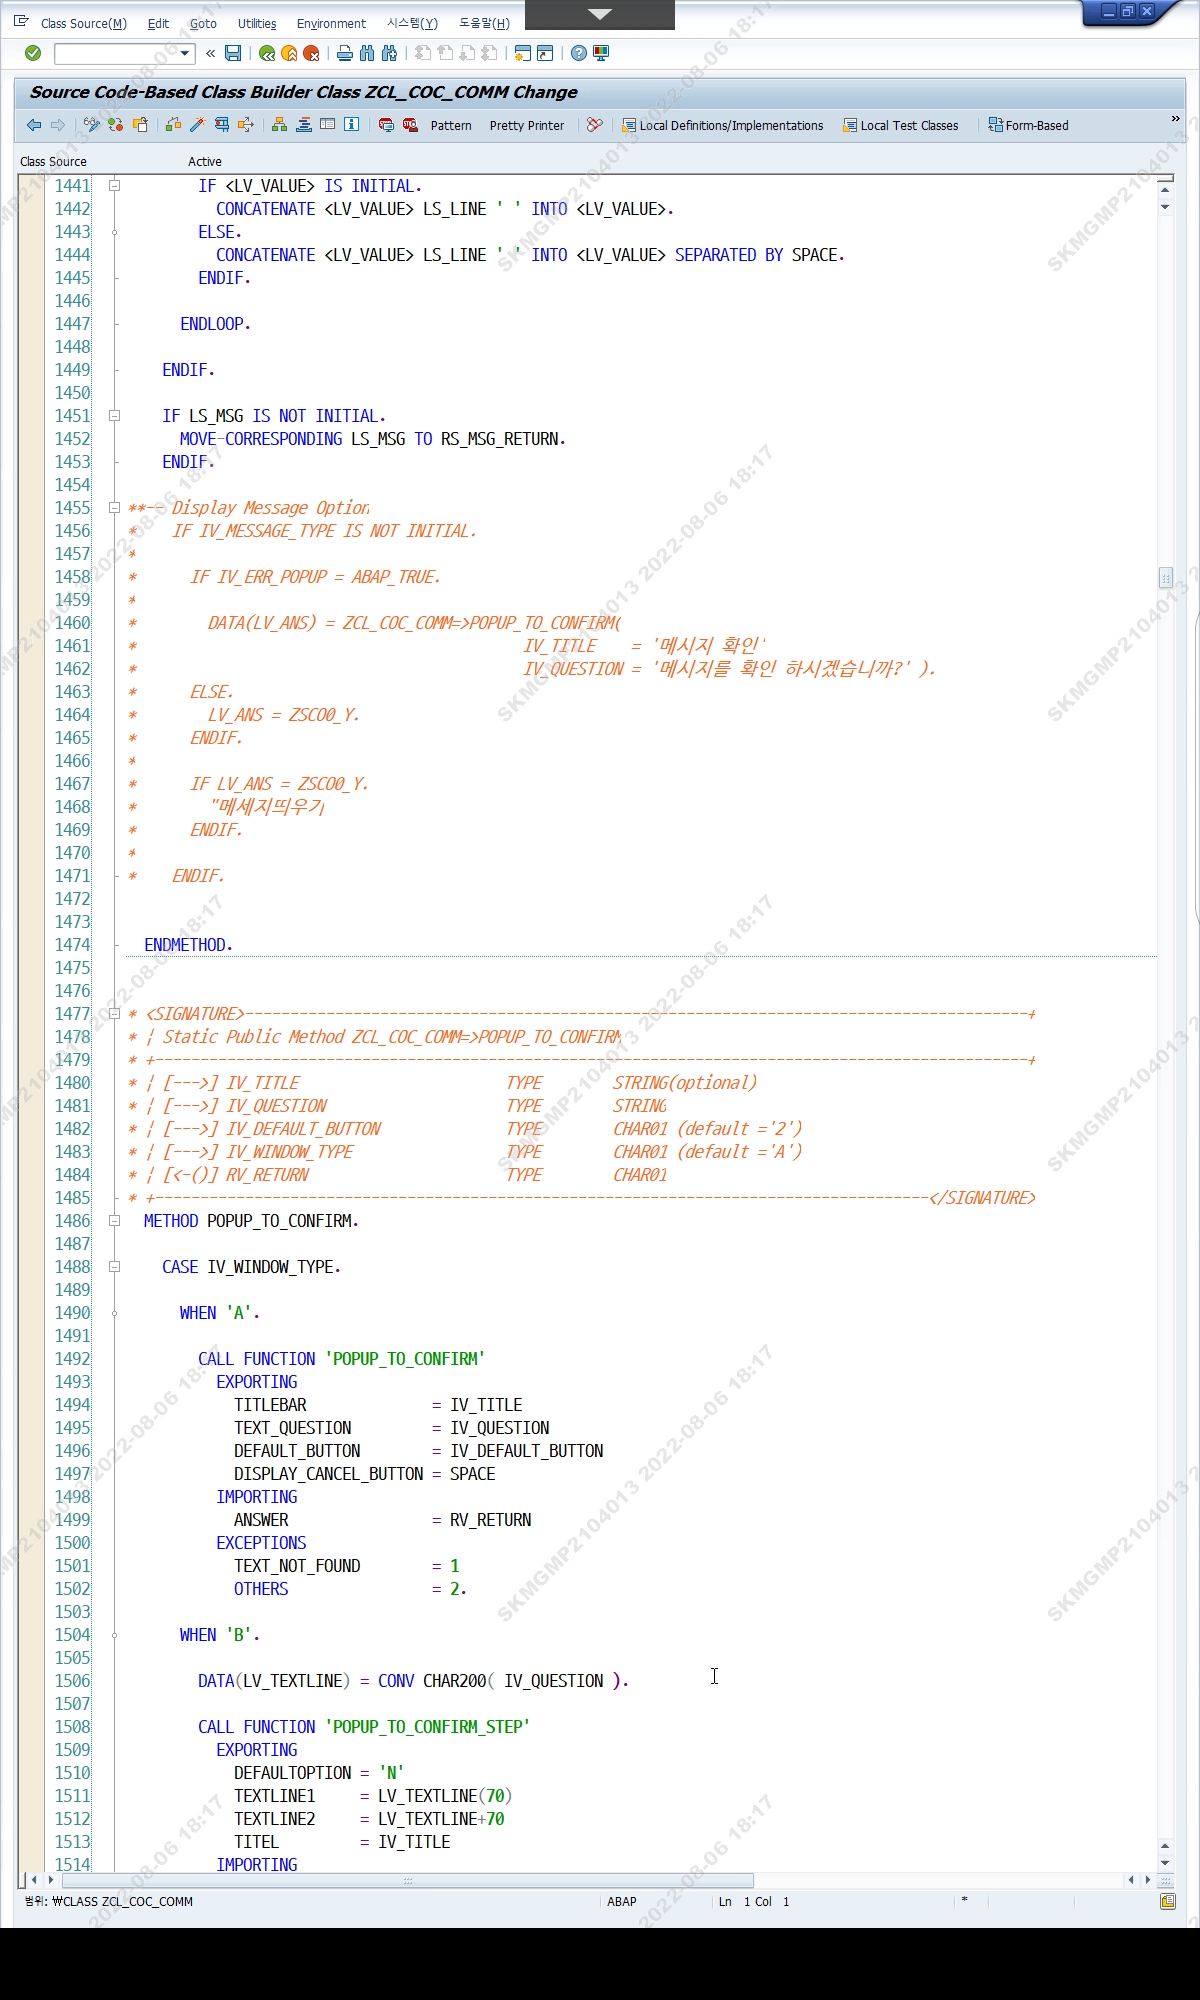 Class Source(M) Edit Goto Utilities Environment 시스템(Y) 도움말(H)
Source Code-Based Class Builder Class ZCL_COC_COMM Change
Pattern Pretty Printer Local Definitions/Implementations Local Test Classes Form-Based
Class Source Active
1441 IF <LV_VALUE> IS INITIAL.
1442 CONCATENATE <LV_VALUE> LS_LINE ' ' INTO <LV_VALUE>.
1443 ELSE.
1444 CONCATENATE <LV_VALUE> LS_LINE ' ' INTO <LV_VALUE> SEPARATED BY SPACE.
1445 ENDIF.
1446
1447 ENDLOOP.
1448
1449 ENDIF.
1450
1451 IF LS_MSG IS NOT INITIAL.
1452 MOVE-CORRESPONDING LS_MSG TO RS_MSG_RETURN.
1453 ENDIF.
1454
1455 **-- Display Message Option
1456 * IF IV_MESSAGE_TYPE IS NOT INITIAL.
1457 *
1458 * IF IV_ERR_POPUP = ABAP_TRUE.
1459 *
1460 * DATA(LV_ANS) = ZCL_COC_COMM=>POPUP_TO_CONFIRM(
1461 * IV_TITLE = '메시지 확인'
1462 * IV_QUESTION = '메시지를 확인 하시겠습니까?' ).
1463 * ELSE.
1464 * LV_ANS = ZSCO0_Y.
1465 * ENDIF.
1466 *
1467 * IF LV_ANS = ZSCO0_Y.
1468 * "메세지띄우기
1469 * ENDIF.
1470 *
1471 * ENDIF.
1472
1473
1474 ENDMETHOD.
1475
1476
1477 * <SIGNATURE>---------------------------------------------------------------------------------------+
1478 * | Static Public Method ZCL_COC_COMM=>POPUP_TO_CONFIRM
1479 * +-------------------------------------------------------------------------------------------------+
1480 * | [--->] IV_TITLE TYPE STRING(optional)
1481 * | [--->] IV_QUESTION TYPE STRING
1482 * | [--->] IV_DEFAULT_BUTTON TYPE CHAR01 (default ='2')
1483 * | [--->] IV_WINDOW_TYPE TYPE CHAR01 (default ='A')
1484 * | [<-()] RV_RETURN TYPE CHAR01
1485 * +--------------------------------------------------------------------------------------</SIGNATURE>
1486 METHOD POPUP_TO_CONFIRM.
1487
1488 CASE IV_WINDOW_TYPE.
1489
1490 WHEN 'A'.
1491
1492 CALL FUNCTION 'POPUP_TO_CONFIRM'
1493 EXPORTING
1494 TITLEBAR = IV_TITLE
1495 TEXT_QUESTION = IV_QUESTION
1496 DEFAULT_BUTTON = IV_DEFAULT_BUTTON
1497 DISPLAY_CANCEL_BUTTON = SPACE
1498 IMPORTING
1499 ANSWER = RV_RETURN
1500 EXCEPTIONS
1501 TEXT_NOT_FOUND = 1
1502 OTHERS = 2.
1503
1504 WHEN 'B'.
1505
1506 DATA(LV_TEXTLINE) = CONV CHAR200( IV_QUESTION ).
1507
1508 CALL FUNCTION 'POPUP_TO_CONFIRM_STEP'
1509 EXPORTING
1510 DEFAULTOPTION = 'N'
1511 TEXTLINE1 = LV_TEXTLINE(70)
1512 TEXTLINE2 = LV_TEXTLINE+70
1513 TITEL = IV_TITLE
1514 IMPORTING
범위: ₩CLASS ZCL_COC_COMM ABAP Ln 1 Col 1 *
SKMGMP2104013 2022-08-06 18:17